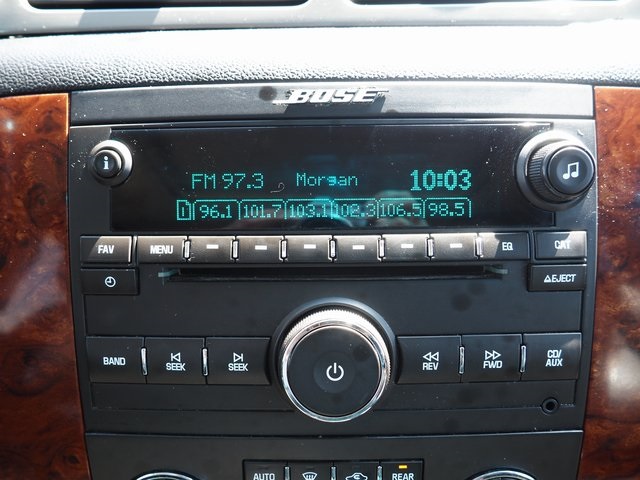 BOSE
i
FM 97.3 Morgan 10:03
1 96.1 101.7 103.1 102.3 106.5 98.5
FAV MENU EQ CAT
EJECT
BAND SEEK SEEK REV FWD CD/
AUX
AUTO REAR